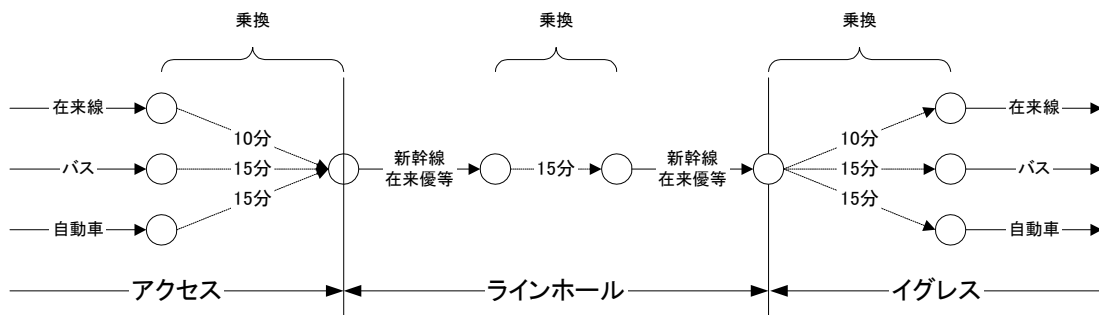 乗換
乗換
乗換
在来線
バス
自動車
10分
15分
15分
新幹線
在来優等
15分
新幹線
在来優等
10分
15分
15分
在来線
バス
自動車
アクセス
ラインホール
イグレス